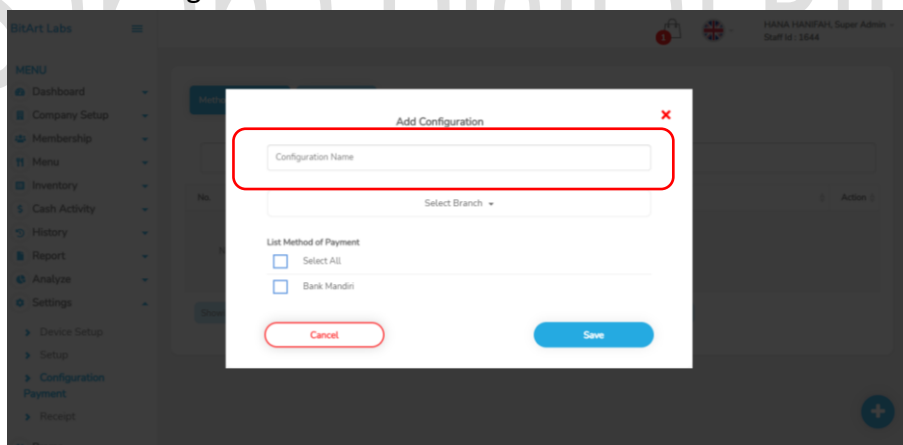 BitArt Labs
1
HANA HANIFAH, Super Admin
Staff Id : 1644
MENU
Dashboard
Company Setup
Membership
Menu
Inventory
Cash Activity
History
Report
Analyze
Settings
Device Setup
Setup
Configuration
Payment
Receipt
Add Configuration
Configuration Name
Select Branch
List Method of Payment
Select All
Bank Mandiri
Cancel
Save
No.
Action